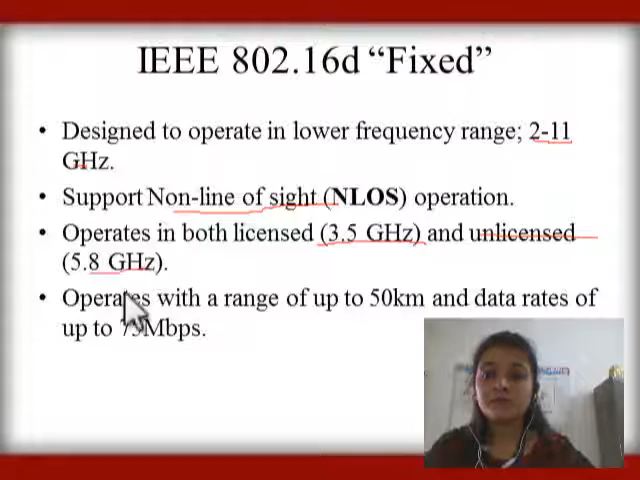 IEEE 802.16d “Fixed”
• Designed to operate in lower frequency range; 2-11
GHz.
• Support Non-line of sight (NLOS) operation.
• Operates in both licensed (3.5 GHz) and unlicensed
(5.8 GHz).
• Operates with a range of up to 50km and data rates of
up to 75Mbps.